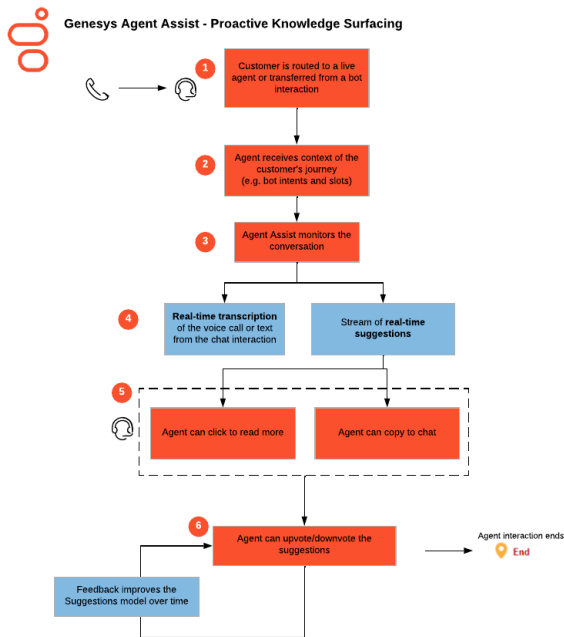 Genesys Agent Assist - Proactive Knowledge Surfacing
1
Customer is routed to a live
agent or transferred from a bot
interaction
2
Agent receives context of the
customer's journey
(e.g. bot intents and slots)
3
Agent Assist monitors the
conversation
4
Real-time transcription
of the voice call or text
from the chat interaction
Stream of real-time
suggestions
5
Agent can click to read more
Agent can copy to chat
6
Agent can upvote/downvote the
suggestions
Agent interaction ends
End
Feedback improves the
Suggestions model over time